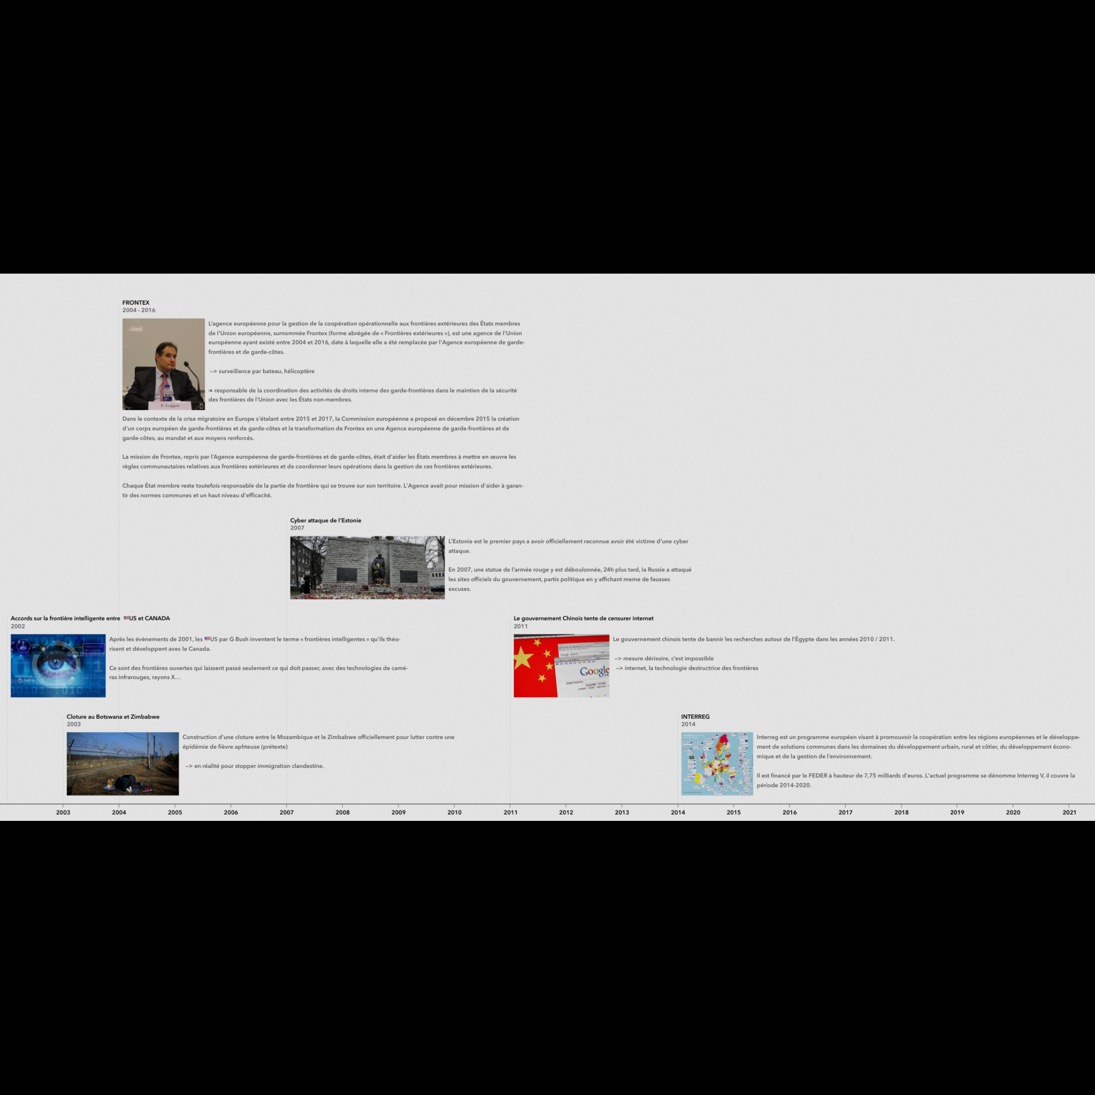 FRONTEX
2004 - 2016
L'agence européenne pour la gestion de la coopération opérationnelle aux frontières extérieures des États membres
de l'Union européenne, surnommée Frontex (forme abrégée de « Frontières extérieures »), est une agence de l'Union
européenne ayant existé entre 2004 et 2016, date à laquelle elle a été remplacée par l'Agence européenne de garde-
frontières et de garde-côtes.
--> surveillance par bateau, hélicoptère
responsable de la coordination des activités de droits interne des garde-frontières dans le maintien de la sécurité
des frontières de l'Union avec les États non-membres.
Dans le contexte de la crise migratoire en Europe s'étalant entre 2015 et 2017, la Commission européenne a proposé en décembre 2015 la création
d'un corps européen de garde-frontières et de garde-côtes et la transformation de Frontex en une Agence européenne de garde-frontières et de
garde-côtes, au mandat et aux moyens renforcés.
La mission de Frontex, repris par l'Agence européenne de garde-frontières et de garde-côtes, était d'aider les États membres à mettre en œuvre les
règles communautaires relatives aux frontières extérieures et de coordonner leurs opérations dans la gestion de ces frontières extérieures.
Chaque État membre reste toutefois responsable de la partie de frontière qui se trouve sur son territoire. L'Agence avait pour mission d'aider à garan-
tir des normes communes et un haut niveau d'efficacité.
Cyber attaque de l'Estonie
2007
L'Estonie est le premier pays a avoir officiellement reconnue avoir été victime d'une cyber
attaque.
En 2007, une statue de l'armée rouge y est déboulonnée, 24h plus tard, la Russie a attaqué
les sites officiels du gouvernement, partis politique en y affichant meme de fausses
excuses.
Accords sur la frontière intelligente entre US et CANADA
2002
Après les évènements de 2001, les US par G Bush inventent le terme « frontières intelligentes » qu'ils théo-
risent et développent avec le Canada.
Ce sont des frontières ouvertes qui laissent passé seulement ce qui doit passer, avec des technologies de camé-
ras infrarouges, rayons X...
Le gouvernement Chinois tente de censurer internet
2011
Google
Le gouvernement chinois tente de bannir les recherches autour de l'Égypte dans les années 2010 / 2011.
--> mesure dérisoire, c'est impossible
--> internet, la technologie destructrice des frontières
Cloture au Botswana et Zimbabwe
2003
Construction d'une cloture entre le Mozambique et le Zimbabwe officiellement pour lutter contre une
épidémie de fièvre aphteuse (prétexte)
--> en réalité pour stopper immigration clandestine.
INTERREG
2014
Interreg est un programme européen visant à promouvoir la coopération entre les régions européennes et le développe-
ment de solutions communes dans les domaines du développement urbain, rural et côtier, du développement écono-
mique et de la gestion de l'environnement.
Il est financé par le FEDER à hauteur de 7,75 milliards d'euros. L'actuel programme se dénomme Interreg V, il couvre la
période 2014-2020.
2003 2004 2005 2006 2007 2008 2009 2010 2011 2012 2013 2014 2015 2016 2017 2018 2019 2020 2021